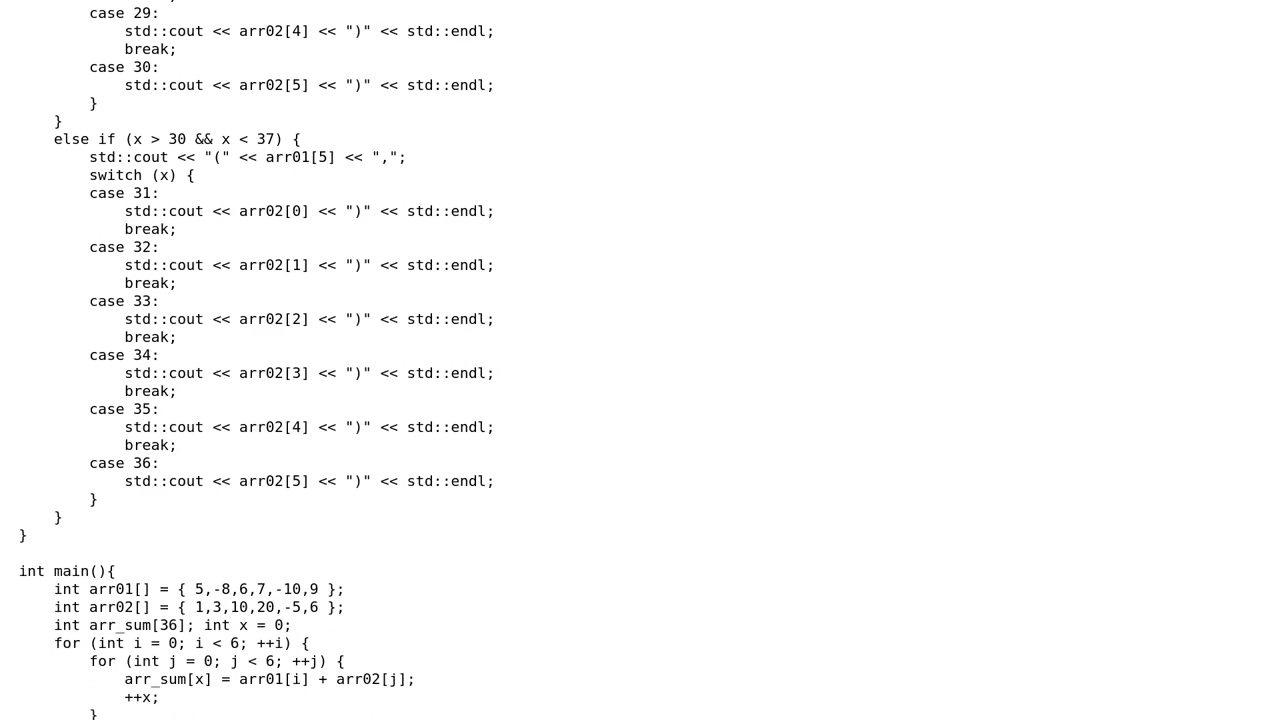 case 29:
std::cout << arr02[4] << ")" << std::endl;
break;
case 30:
std::cout << arr02[5] << ")" << std::endl;
}
}
else if (x > 30 && x < 37) {
std::cout << "(" << arr01[5] << ",";
switch (x) {
case 31:
std::cout << arr02[0] << ")" << std::endl;
break;
case 32:
std::cout << arr02[1] << ")" << std::endl;
break;
case 33:
std::cout << arr02[2] << ")" << std::endl;
break;
case 34:
std::cout << arr02[3] << ")" << std::endl;
break;
case 35:
std::cout << arr02[4] << ")" << std::endl;
break;
case 36:
std::cout << arr02[5] << ")" << std::endl;
}
}
}
int main(){
int arr01[] = { 5,-8,6,7,-10,9 };
int arr02[] = { 1,3,10,20,-5,6 };
int arr_sum[36]; int x = 0;
for (int i = 0; i < 6; ++i) {
for (int j = 0; j < 6; ++j) {
arr_sum[x] = arr01[i] + arr02[j];
++x;
}